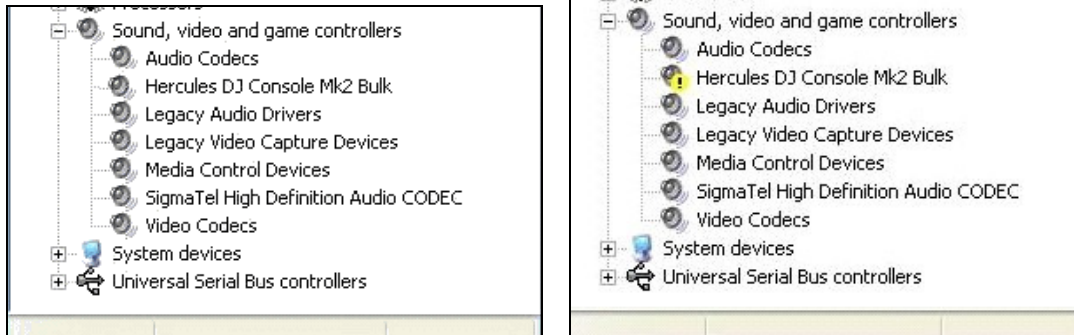 Sound, video and game controllers
Audio Codecs
Hercules DJ Console Mk2 Bulk
Legacy Audio Drivers
Legacy Video Capture Devices
Media Control Devices
SigmaTel High Definition Audio CODEC
Video Codecs
System devices
Universal Serial Bus controllers
Sound, video and game controllers
Audio Codecs
Hercules DJ Console Mk2 Bulk
Legacy Audio Drivers
Legacy Video Capture Devices
Media Control Devices
SigmaTel High Definition Audio CODEC
Video Codecs
System devices
Universal Serial Bus controllers